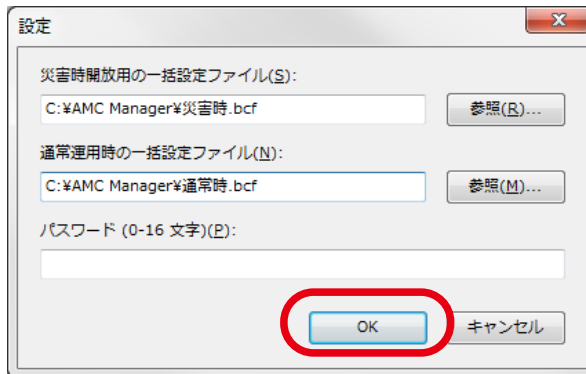 設定
災害時開放用の一括設定ファイル(S):
C:¥AMC Manager¥災害時.bcf
参照(R)...
通常運用時の一括設定ファイル(N):
C:¥AMC Manager¥通常時.bcf
参照(M)...
パスワード (0-16 文字)(P):
OK
キャンセル